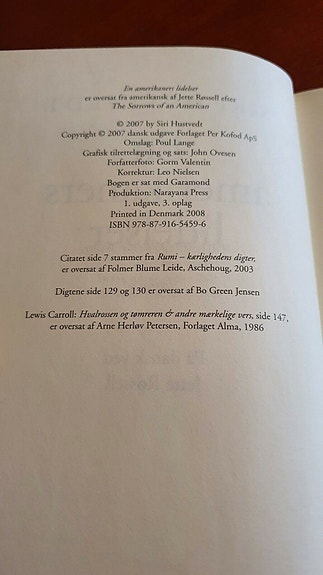 En amerikaners lidelser
er oversat fra amerikansk af Jette Røssell efter
The Sorrows of an American
© 2007 by Siri Hustvedt
Copyright © 2007 dansk udgave Forlaget Per Kofod ApS
Omslag: Poul Lange
Grafisk tilrettelægning og sats: John Ovesen
Forfatterfoto: Gorm Valentin
Korrektur: Leo Nielsen
Bogen er sat med Garamond
Produktion: Narayana Press
1. udgave, 3. oplag
Printed in Denmark 2008
ISBN 978-87-916-5459-6
Citatet side 7 stammer fra Rumi – kærlighedens digter,
er oversat af Folmer Blume Leide, Aschehoug, 2003
Digtene side 129 og 130 er oversat af Bo Green Jensen
Lewis Carroll: Hvalrossen og tømreren & andre mærkelige vers, side 147,
er oversat af Arne Herløv Petersen, Forlaget Alma, 1986